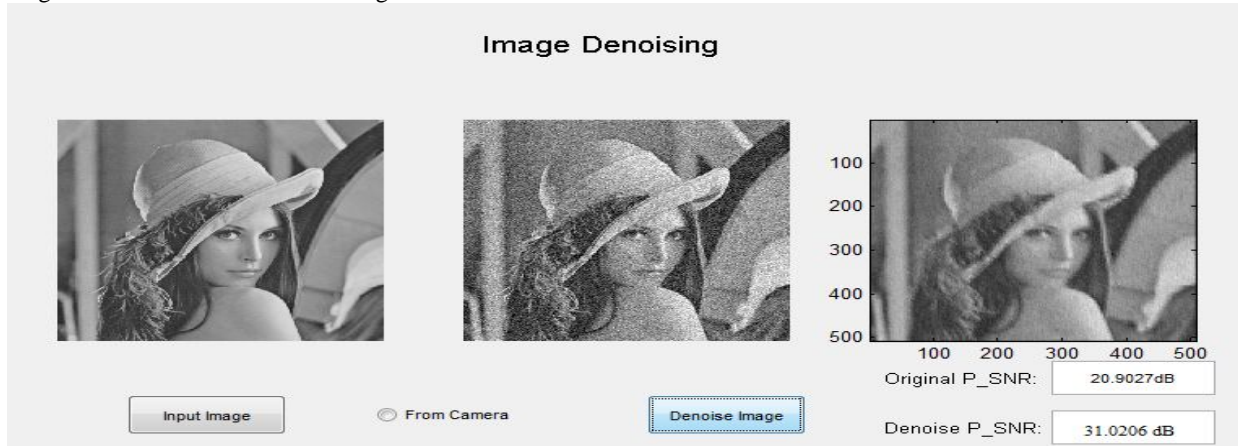 Image Denoising
100
200
300
400
500
100 200 300 400 500
Original P_SNR: 20.9027dB
Input Image From Camera Denoise Image
Denoise P_SNR: 31.0206 dB